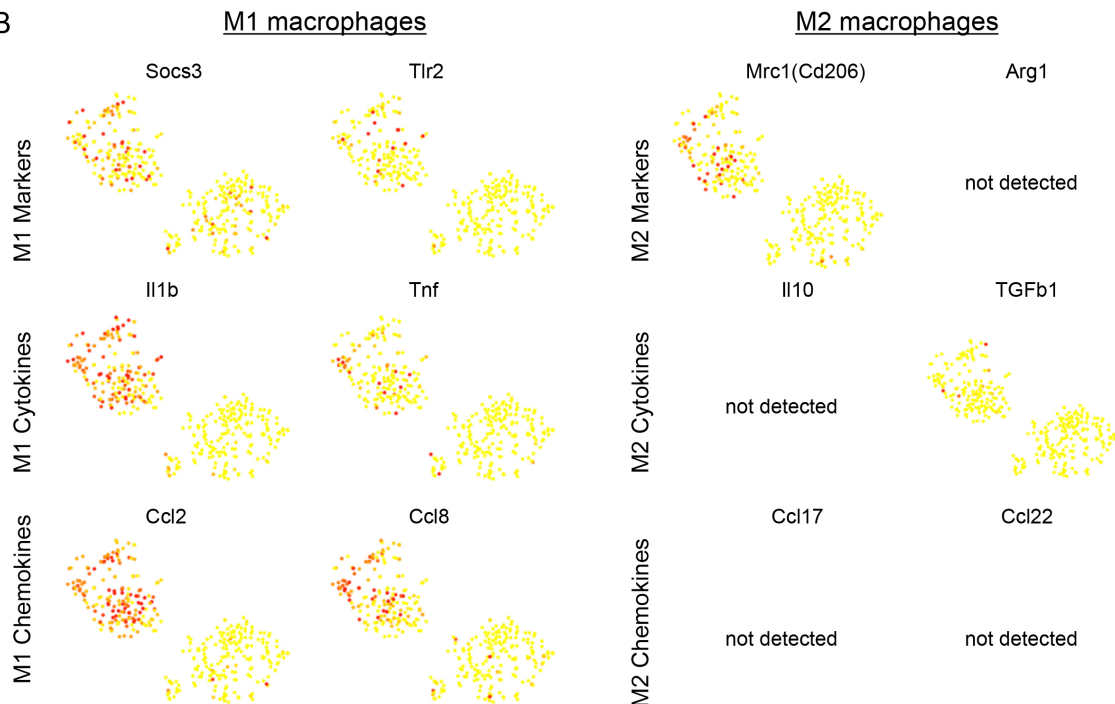 B
M1 macrophages
M2 macrophages
Socs3
Tlr2
Mrc1(Cd206)
Arg1
M1 Markers
M2 Markers
not detected
Il1b
Tnf
Il10
TGFb1
M1 Cytokines
M2 Cytokines
not detected
Ccl2
Ccl8
Ccl17
Ccl22
M1 Chemokines
M2 Chemokines
not detected
not detected